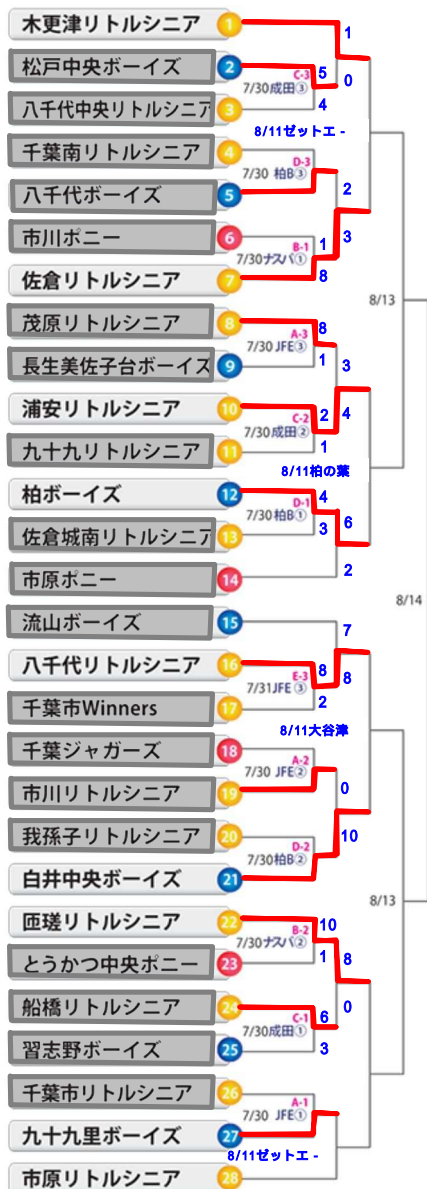 木更津リトルシニア 1 1
松戸中央ボーイズ 2 C-3 5 0
7/30成田③
八千代中央リトルシニア 3 4
8/11ゼットエ -
千葉南リトルシニア 4
7/30 柏B③ D-3
八千代ボーイズ 5 2
市川ポニー 6 B-1 1 3
7/30ナスパ①
佐倉リトルシニア 7 8
8/13
茂原リトルシニア 8 A-3 8
7/30 JFE③
長生美佐子台ボーイズ 9 1 3
浦安リトルシニア 10 C-2 2 4
7/30成田②
九十九リトルシニア 11 1
8/11柏の葉
柏ボーイズ 12 D-1 4
7/30柏B①
佐倉城南リトルシニア 13 3 6
市原ポニー 14 2
8/14
流山ボーイズ 15 7
八千代リトルシニア 16 E-3 8 8
7/31JFE③
千葉市Winners 17 2
8/11大谷津
千葉ジャガーズ 18 A-2
7/30 JFE②
市川リトルシニア 19 0
我孫子リトルシニア 20 D-2 10
7/30柏B②
白井中央ボーイズ 21
8/13
匝瑳リトルシニア 22 B-2 10
7/30ナスパ②
とうかつ中央ポニー 23 1 8
船橋リトルシニア 24 C-1 6 0
7/30成田①
習志野ボーイズ 25 3
千葉市リトルシニア 26 A-1
7/30 JFE①
九十九里ボーイズ 27
8/11ゼットエ -
市原リトルシニア 28